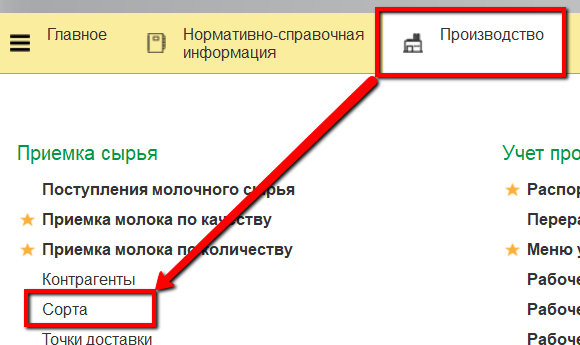 Главное
Нормативно-справочная
информация
Производство
Приемка сырья
Учет про
Поступления молочного сырья
Распор
Приемка молока по качеству
Перера
Приемка молока по количеству
Меню у
Контрагенты
Рабоче
Сорта
Рабоче
Точки доставки
Рабоче